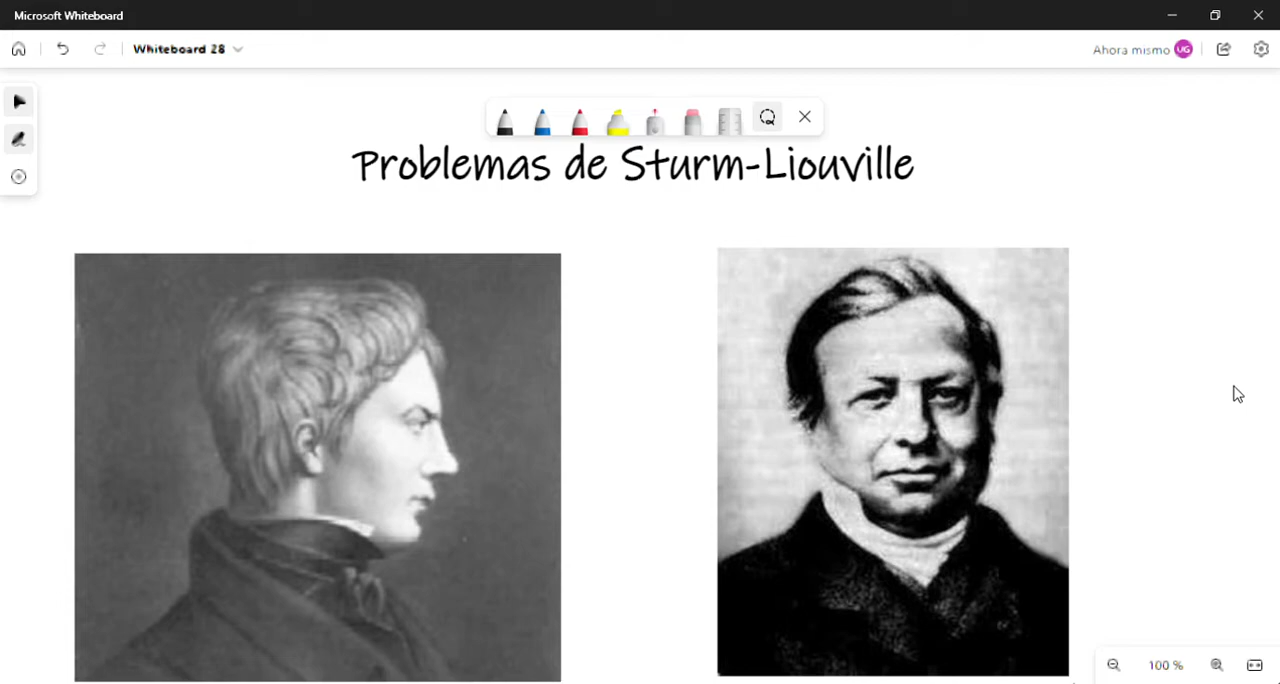 Microsoft Whiteboard
Whiteboard 28
Ahora mismo UG
Problemas de Sturm-Liouville
100 %